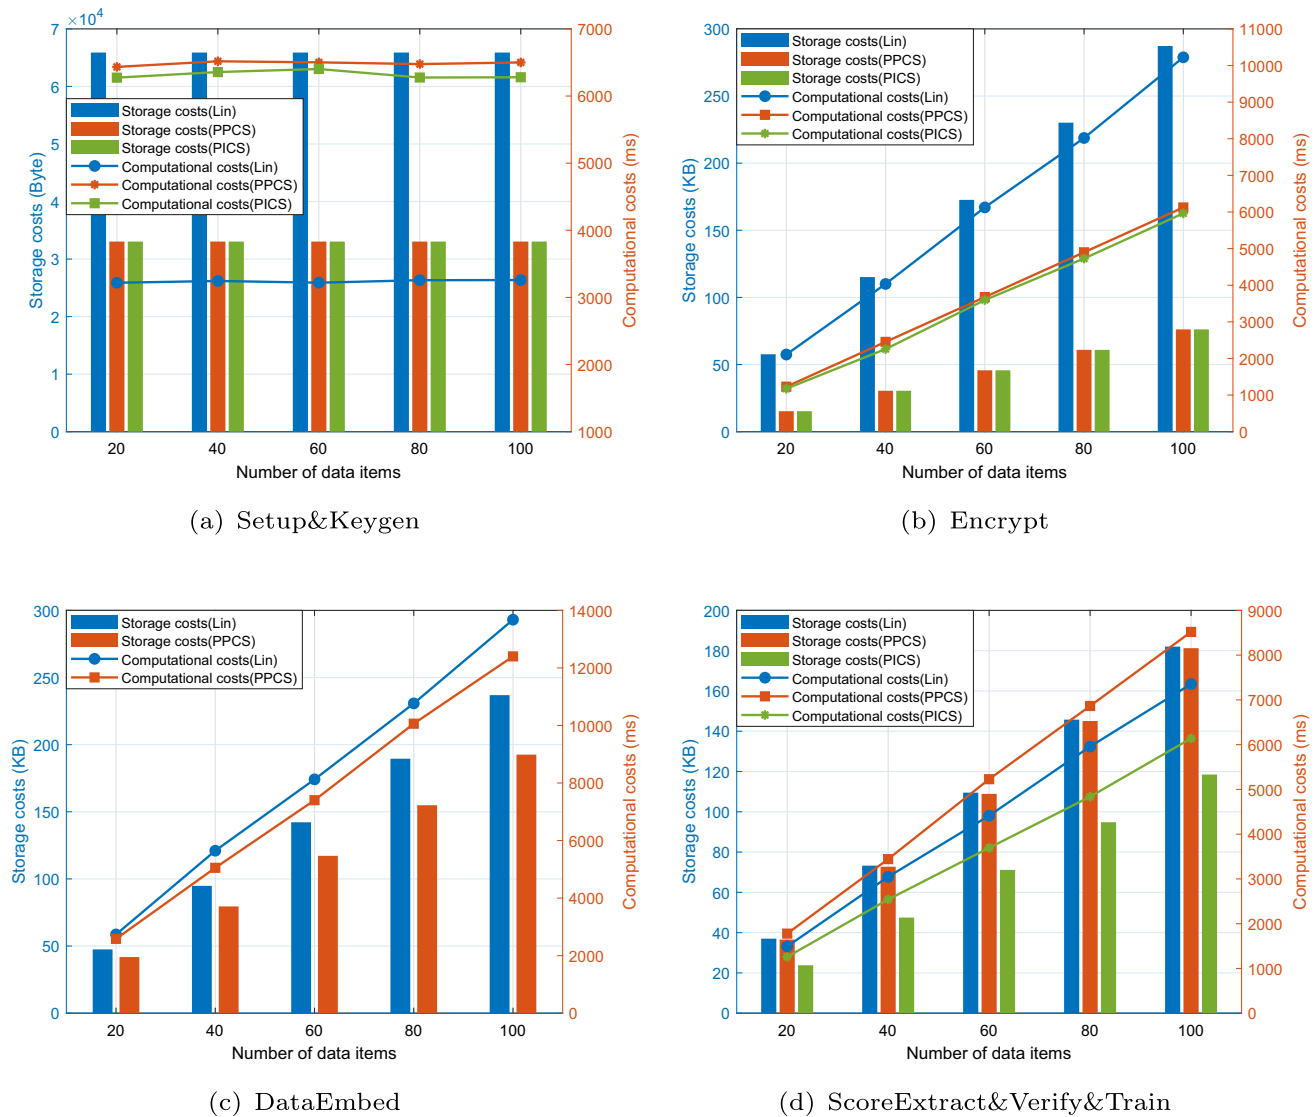 ×10⁴
7
6
5
4
3
2
1
0
Storage costs (Byte)
7000
6000
5000
4000
3000
2000
1000
Computational costs (ms)
Storage costs(Lin)
Storage costs(PPCS)
Storage costs(PICS)
Computational costs(Lin)
Computational costs(PPCS)
Computational costs(PICS)
20 40 60 80 100
Number of data items
(a) Setup&Keygen
300
250
200
150
100
50
0
Storage costs (KB)
11000
10000
9000
8000
7000
6000
5000
4000
3000
2000
1000
0
Computational costs (ms)
Storage costs(Lin)
Storage costs(PPCS)
Storage costs(PICS)
Computational costs(Lin)
Computational costs(PPCS)
Computational costs(PICS)
20 40 60 80 100
Number of data items
(b) Encrypt
300
250
200
150
100
50
0
Storage costs (KB)
14000
12000
10000
8000
6000
4000
2000
0
Computational costs (ms)
Storage costs(Lin)
Storage costs(PPCS)
Computational costs(Lin)
Computational costs(PPCS)
20 40 60 80 100
Number of data items
(c) DataEmbed
200
180
160
140
120
100
80
60
40
20
0
Storage costs (KB)
9000
8000
7000
6000
5000
4000
3000
2000
1000
0
Computational costs (ms)
Storage costs(Lin)
Storage costs(PPCS)
Storage costs(PICS)
Computational costs(Lin)
Computational costs(PPCS)
Computational costs(PICS)
20 40 60 80 100
Number of data items
(d) ScoreExtract&Verify&Train